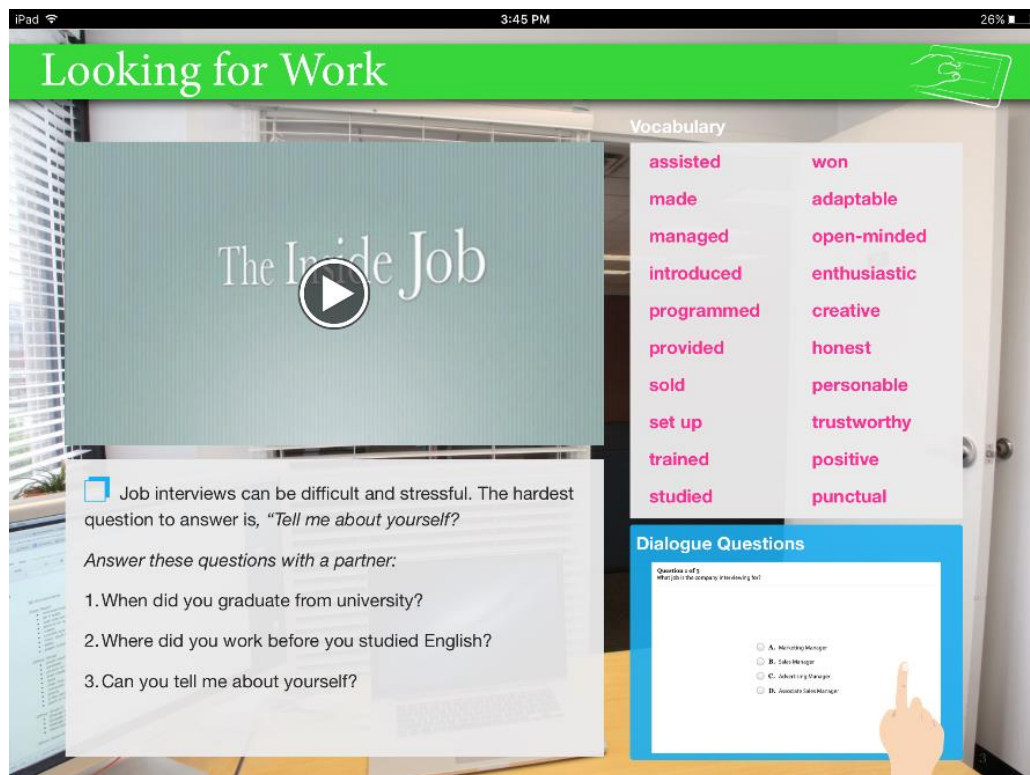 iPad 3:45 PM 26%
Looking for Work
The Inside Job
Job interviews can be difficult and stressful. The hardest
question to answer is, “Tell me about yourself?
Answer these questions with a partner:
1. When did you graduate from university?
2. Where did you work before you studied English?
3. Can you tell me about yourself?
Vocabulary
assisted won
made adaptable
managed open-minded
introduced enthusiastic
programmed creative
provided honest
sold personable
set up trustworthy
trained positive
studied punctual
Dialogue Questions
What job is the company interviewing for?
A. Marketing Manager
B. Sales Manager
C. Advertising Manager
D. Associate Sales Manager
3